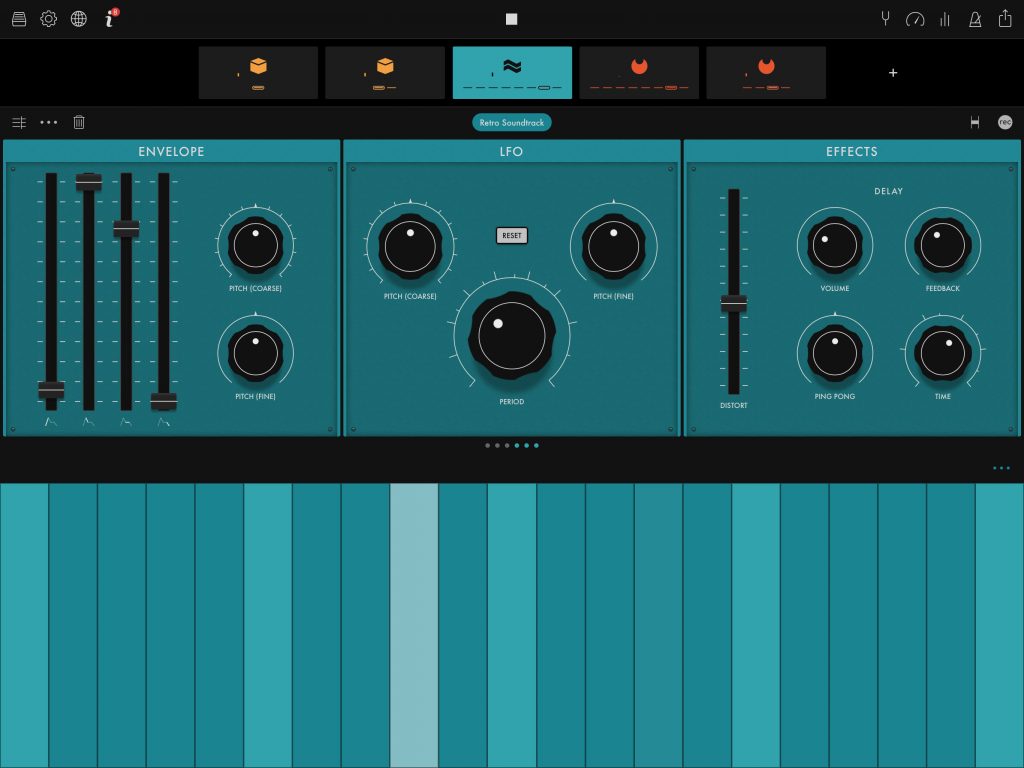 8
Retro Soundtrack
rec
ENVELOPE
LFO
EFFECTS
DELAY
RESET
PITCH (COARSE)
PITCH (COARSE)
PITCH (FINE)
VOLUME
FEEDBACK
PITCH (FINE)
PERIOD
DISTORT
PING PONG
TIME